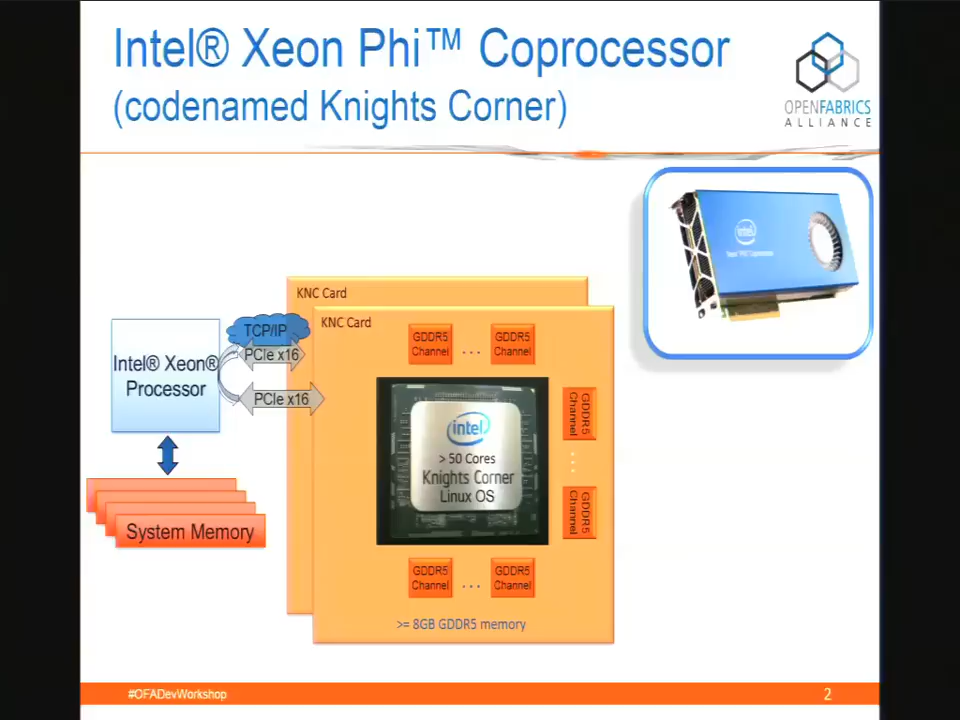 Intel® Xeon Phi™ Coprocessor
(codenamed Knights Corner)
OPENFABRICS
ALLIANCE
intel
KNC Card
KNC Card
TCP/IP
PCIe x16
PCIe x16
Intel® Xeon®
Processor
System Memory
GDDR5
Channel
...
GDDR5
Channel
GDDR5
Channel
...
GDDR5
Channel
intel
> 50 Cores
Knights Corner
Linux OS
GDDR5
Channel
...
GDDR5
Channel
>= 8GB GDDR5 memory
#OFADevWorkshop
2